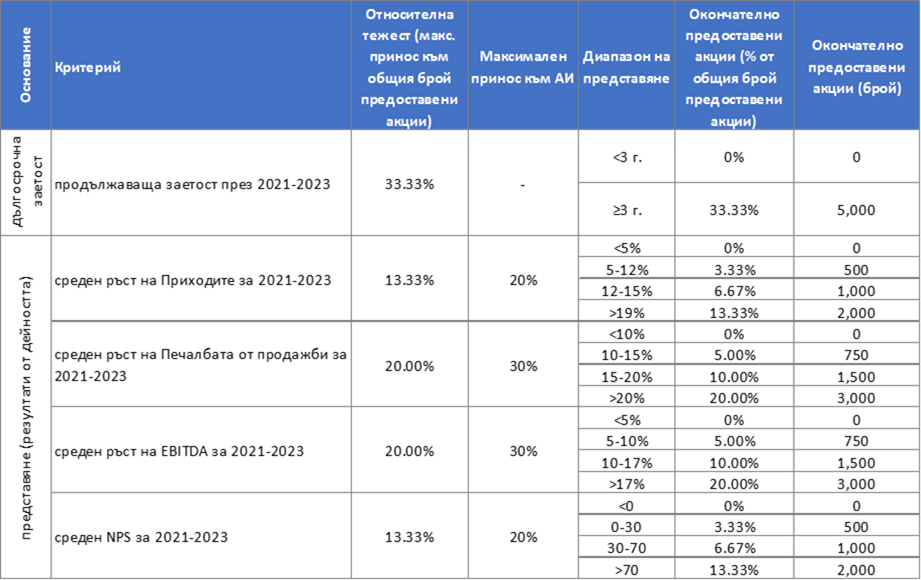 Основание
Критерий
Относителна
тежест (макс.
принос към
общия брой
предоставени
акции)
Максимален
принос към АИ
Диапазон на
представяне
Окончателно
предоставени
акции (% от
общия брой
предоставени
акции)
Окончателно
предоставени
акции (брой)
дългосрочна
заетост
продължаваща заетост през 2021-2023
33.33%
-
<3 г.
0%
0
≥3 г.
33.33%
5,000
представяне (резултати от дейността)
среден ръст на Приходите за 2021-2023
13.33%
20%
<5%
0%
0
5-12%
3.33%
500
12-15%
6.67%
1,000
>19%
13.33%
2,000
среден ръст на Печалбата от продажби за
2021-2023
20.00%
30%
<10%
0%
0
10-15%
5.00%
750
15-20%
10.00%
1,500
>20%
20.00%
3,000
среден ръст на EBITDA за 2021-2023
20.00%
30%
<5%
0%
0
5-10%
5.00%
750
10-17%
10.00%
1,500
>17%
20.00%
3,000
среден NPS за 2021-2023
13.33%
20%
<0
0%
0
0-30
3.33%
500
30-70
6.67%
1,000
>70
13.33%
2,000